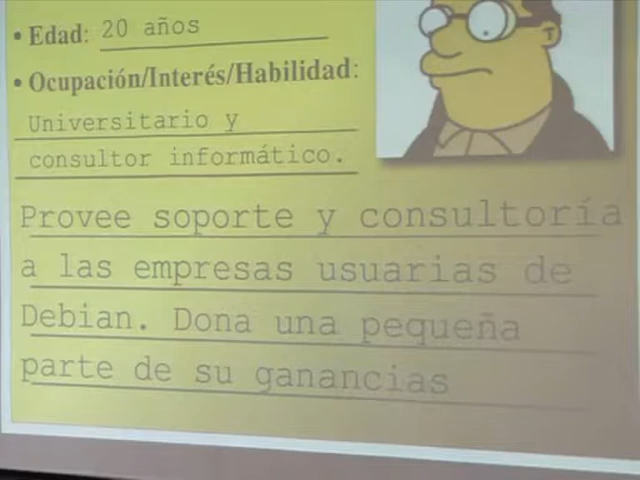 • Edad: 20 años
• Ocupación/Interés/Habilidad:
Universitario y
consultor informático.
Provee soporte y consultoría
a las empresas usuarias de
Debian. Dona una pequeña
parte de su ganancias